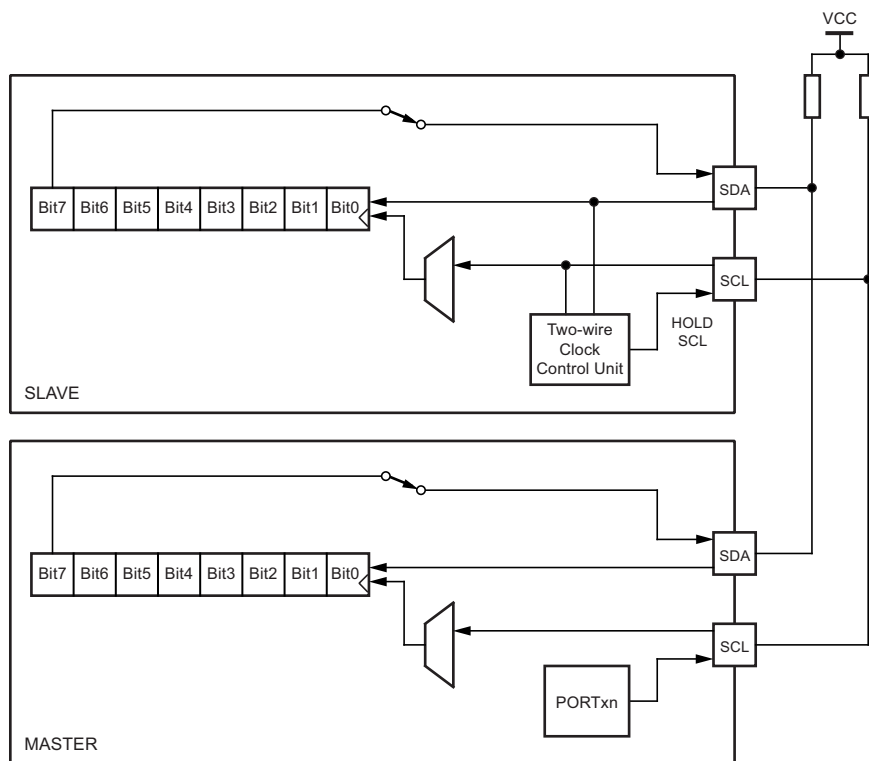 VCC
SDA
Bit7 Bit6 Bit5 Bit4 Bit3 Bit2 Bit1 Bit0
SCL
Two-wire
Clock
Control Unit
HOLD
SCL
SLAVE
SDA
Bit7 Bit6 Bit5 Bit4 Bit3 Bit2 Bit1 Bit0
SCL
PORTxn
MASTER